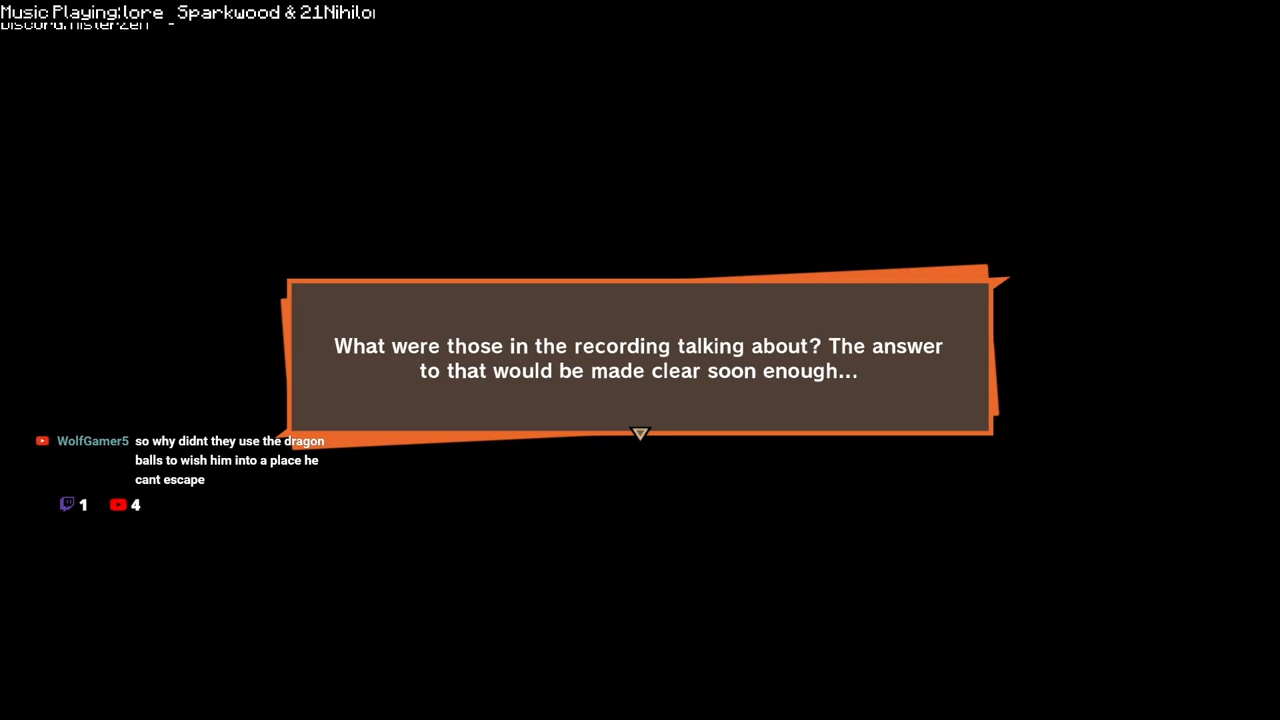 Music Playing:lore _ Sparkwood & 21Nihilo
What were those in the recording talking about? The answer
to that would be made clear soon enough...
WolfGamer5 so why didnt they use the dragon
balls to wish him into a place he
cant escape
1 4